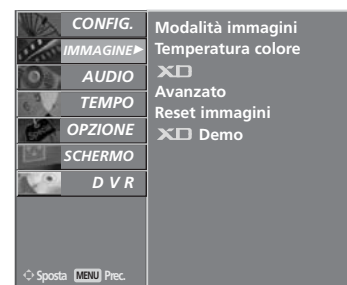 CONFIG.
IMMAGINE
AUDIO
TEMPO
OPZIONE
SCHERMO
D V R
Modalità immagini
Temperatura colore
XD
Avanzato
Reset immagini
XD Demo
Sposta MENU Prec.